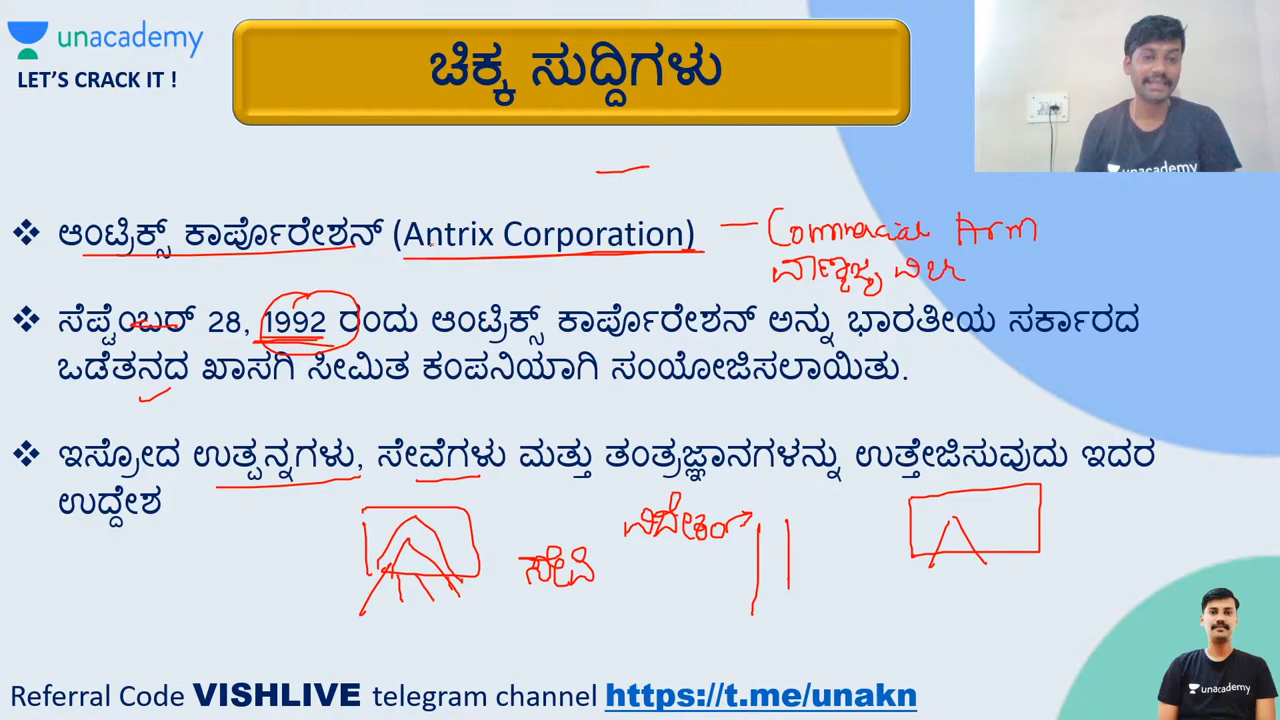 unacademy
LET'S CRACK IT !
ಚಿಕ್ಕ ಸುದ್ದಿಗಳು
unacademy
❖ ಆಂಟ್ರಿಕ್ಸ್ ಕಾರ್ಪೊರೇಶನ್ (Antrix Corporation) — Commercial Arm
ವಾಣಿಜ್ಯ
❖ ಸೆಪ್ಟೆಂಬರ್ 28, 1992 ರಂದು ಆಂಟ್ರಿಕ್ಸ್ ಕಾರ್ಪೊರೇಶನ್ ಅನ್ನು ಭಾರತೀಯ ಸರ್ಕಾರದ
ಒಡೆತನದ ಖಾಸಗಿ ಸೀಮಿತ ಕಂಪನಿಯಾಗಿ ಸಂಯೋಜಿಸಲಾಯಿತು.
❖ ಇಸ್ರೋದ ಉತ್ಪನ್ನಗಳು, ಸೇವೆಗಳು ಮತ್ತು ತಂತ್ರಜ್ಞಾನಗಳನ್ನು ಉತ್ತೇಜಿಸುವುದು ಇದರ
ಉದ್ದೇಶ
ಸೇವೆ
unacademy
Referral Code VISHLIVE telegram channel https://t.me/unakn